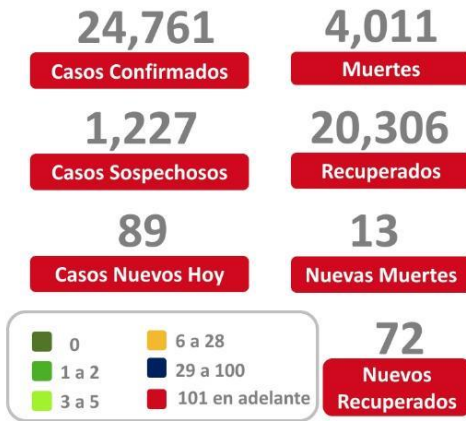 24,761
Casos Confirmados
4,011
Muertes
1,227
Casos Sospechosos
20,306
Recuperados
89
Casos Nuevos Hoy
13
Nuevas Muertes
0
1 a 2
3 a 5
6 a 28
29 a 100
101 en adelante
72
Nuevos
Recuperados